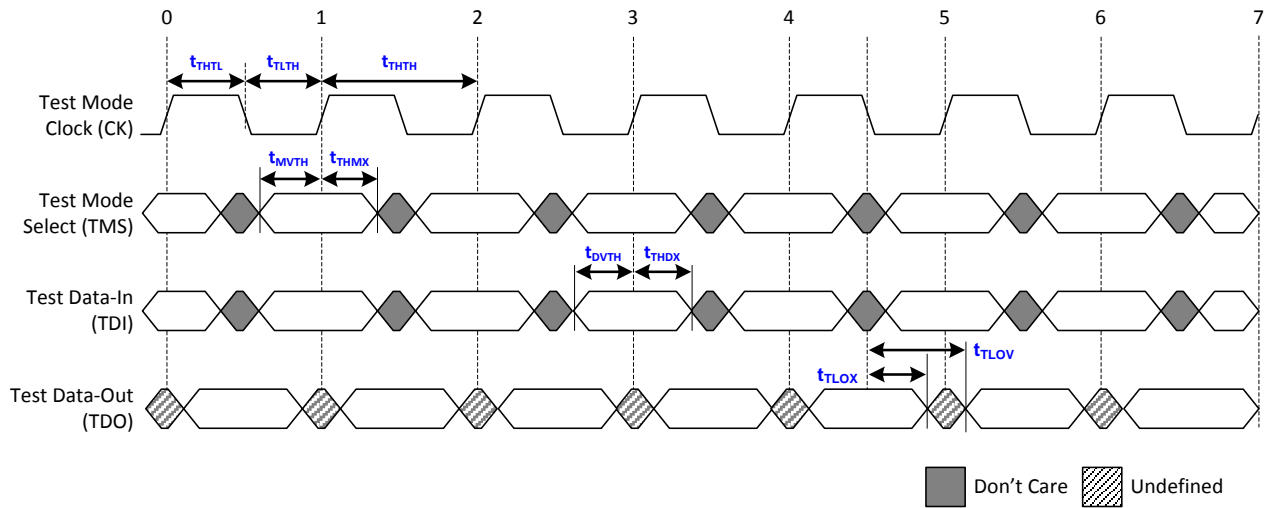 0 1 2 3 4 5 6 7
tTHTL tTLTH tTHTH
Test Mode
Clock (CK)
tMVTH tTHMX
Test Mode
Select (TMS)
tDVTH tTHDX
Test Data-In
(TDI)
tTLOV
tTLOX
Test Data-Out
(TDO)
Don't Care Undefined